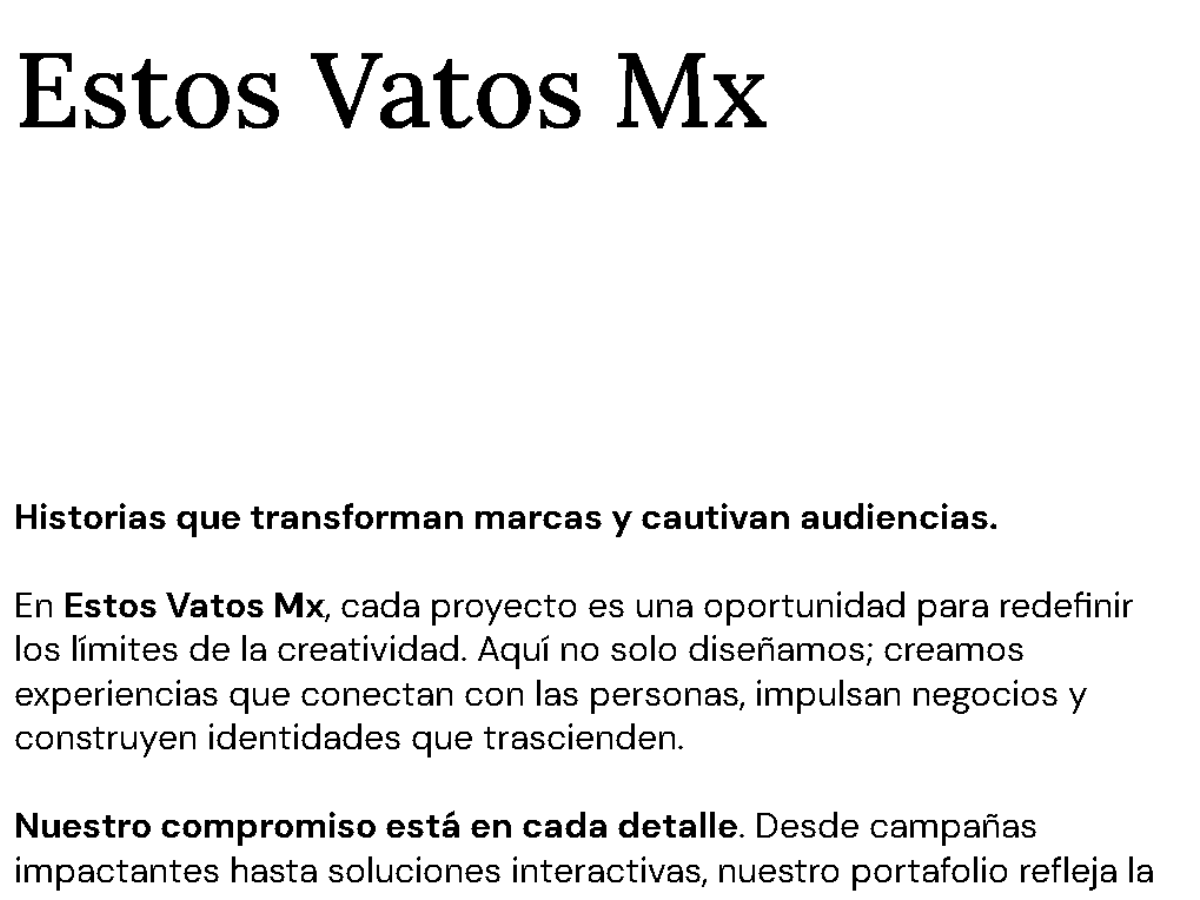 Estos Vatos Mx
Historias que transforman marcas y cautivan audiencias.
En Estos Vatos Mx, cada proyecto es una oportunidad para redefinir
los límites de la creatividad. Aquí no solo diseñamos; creamos
experiencias que conectan con las personas, impulsan negocios y
construyen identidades que trascienden.
Nuestro compromiso está en cada detalle. Desde campañas
impactantes hasta soluciones interactivas, nuestro portafolio refleja la